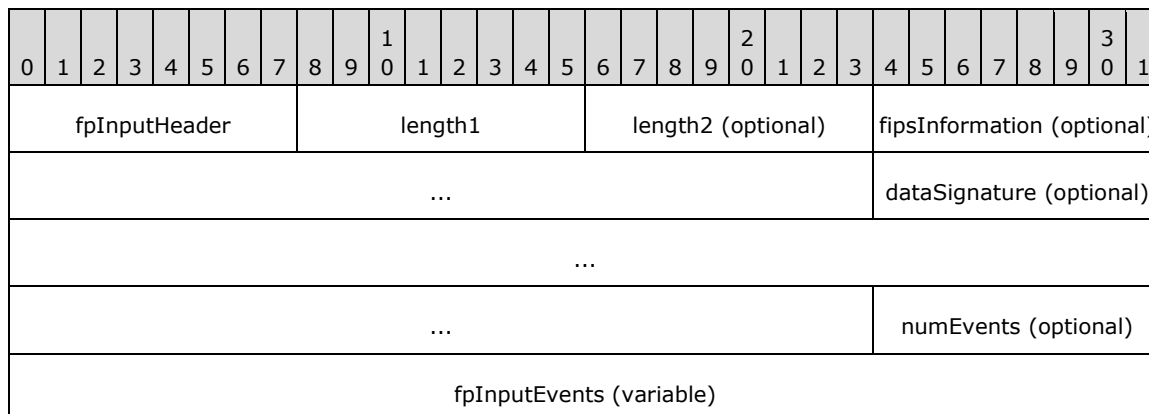 1 2 3
0 1 2 3 4 5 6 7 8 9 0 1 2 3 4 5 6 7 8 9 0 1 2 3 4 5 6 7 8 9 0 1
fpInputHeader length1 length2 (optional) fipsInformation (optional)
... dataSignature (optional)
...
... numEvents (optional)
fpInputEvents (variable)